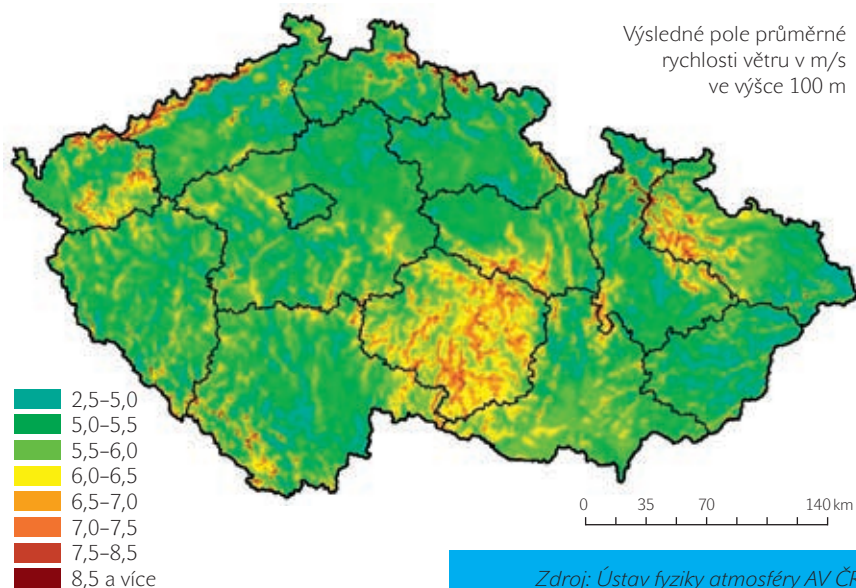 Výsledné pole průměrné
rychlosti větru v m/s
ve výšce 100 m
2,5–5,0
5,0–5,5
5,5–6,0
6,0–6,5
6,5–7,0
7,0–7,5
7,5–8,5
8,5 a více
0 35 70 140 km
Zdroj: Ústav fyziky atmosféry AV ČR